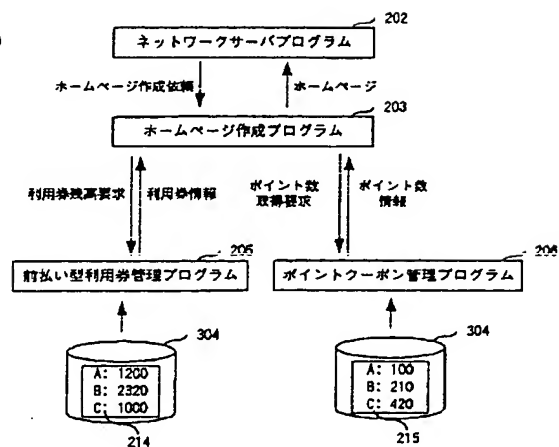 202
ネットワークサーバプログラム
ホームページ作成依頼
ホームページ
203
ホームページ作成プログラム
利用券残高要求
利用券情報
ポイント数
取得要求
ポイント数
情報
205
前払い型利用券管理プログラム
206
ポイントクーポン管理プログラム
304
A: 1200
B: 2320
C: 1000
214
304
A: 100
B: 210
C: 420
215